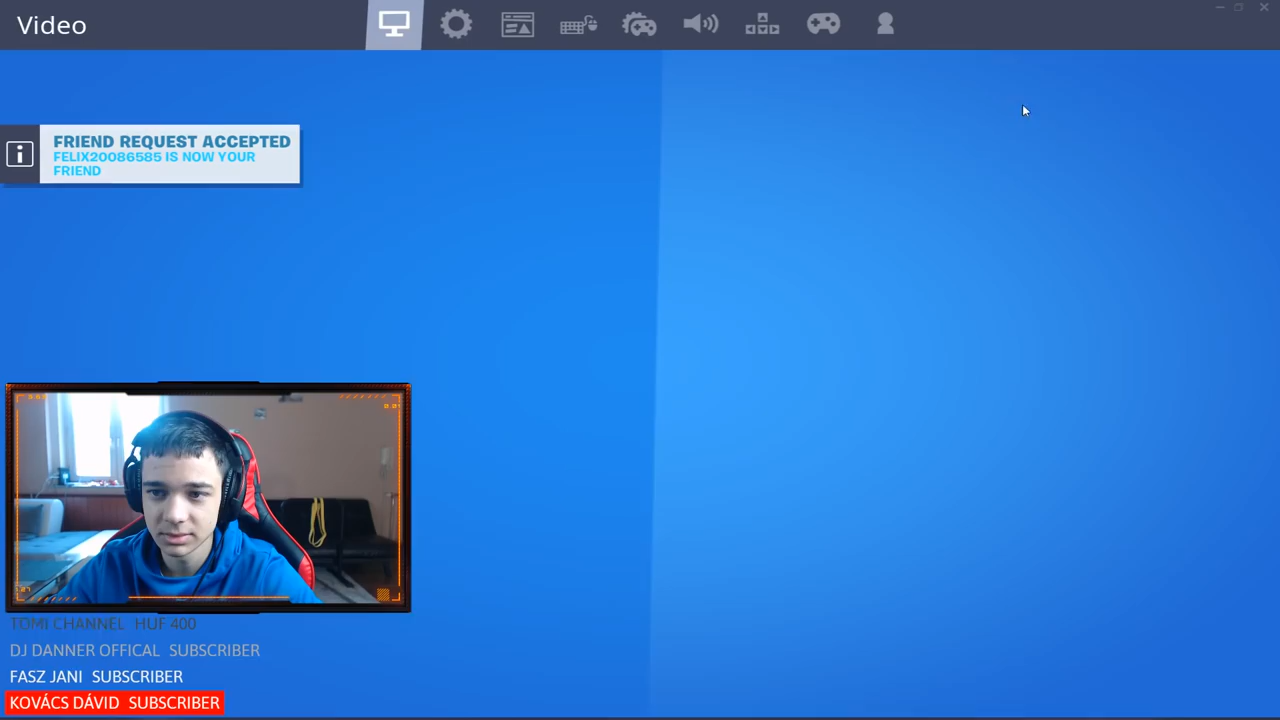 Video
FRIEND REQUEST ACCEPTED
FELIX20086585 IS NOW YOUR
FRIEND
TOMI CHANNEL HUF 400
DJ DANNER OFFICAL SUBSCRIBER
FASZ JANI SUBSCRIBER
KOVÁCS DÁVID SUBSCRIBER